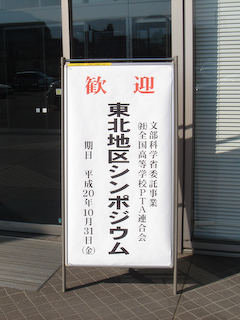 歓迎
文部科学省委託事業
㈳全国高等学校PTA連合会
東北地区シンポジウム
期日　平成20年10月31日(金)